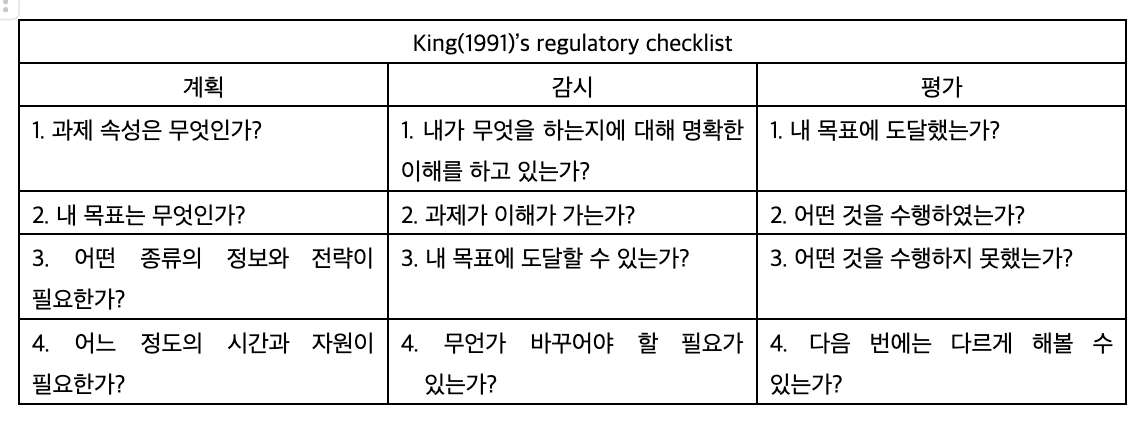 King(1991)’s regulatory checklist
계획
감시
평가
1. 과제 속성은 무엇인가?
1. 내가 무엇을 하는지에 대해 명확한
이해를 하고 있는가?
1. 내 목표에 도달했는가?
2. 내 목표는 무엇인가?
2. 과제가 이해가 가는가?
2. 어떤 것을 수행하였는가?
3. 어떤 종류의 정보와 전략이
필요한가?
3. 내 목표에 도달할 수 있는가?
3. 어떤 것을 수행하지 못했는가?
4. 어느 정도의 시간과 자원이
필요한가?
4. 무언가 바꾸어야 할 필요가
있는가?
4. 다음 번에는 다르게 해볼 수
있는가?